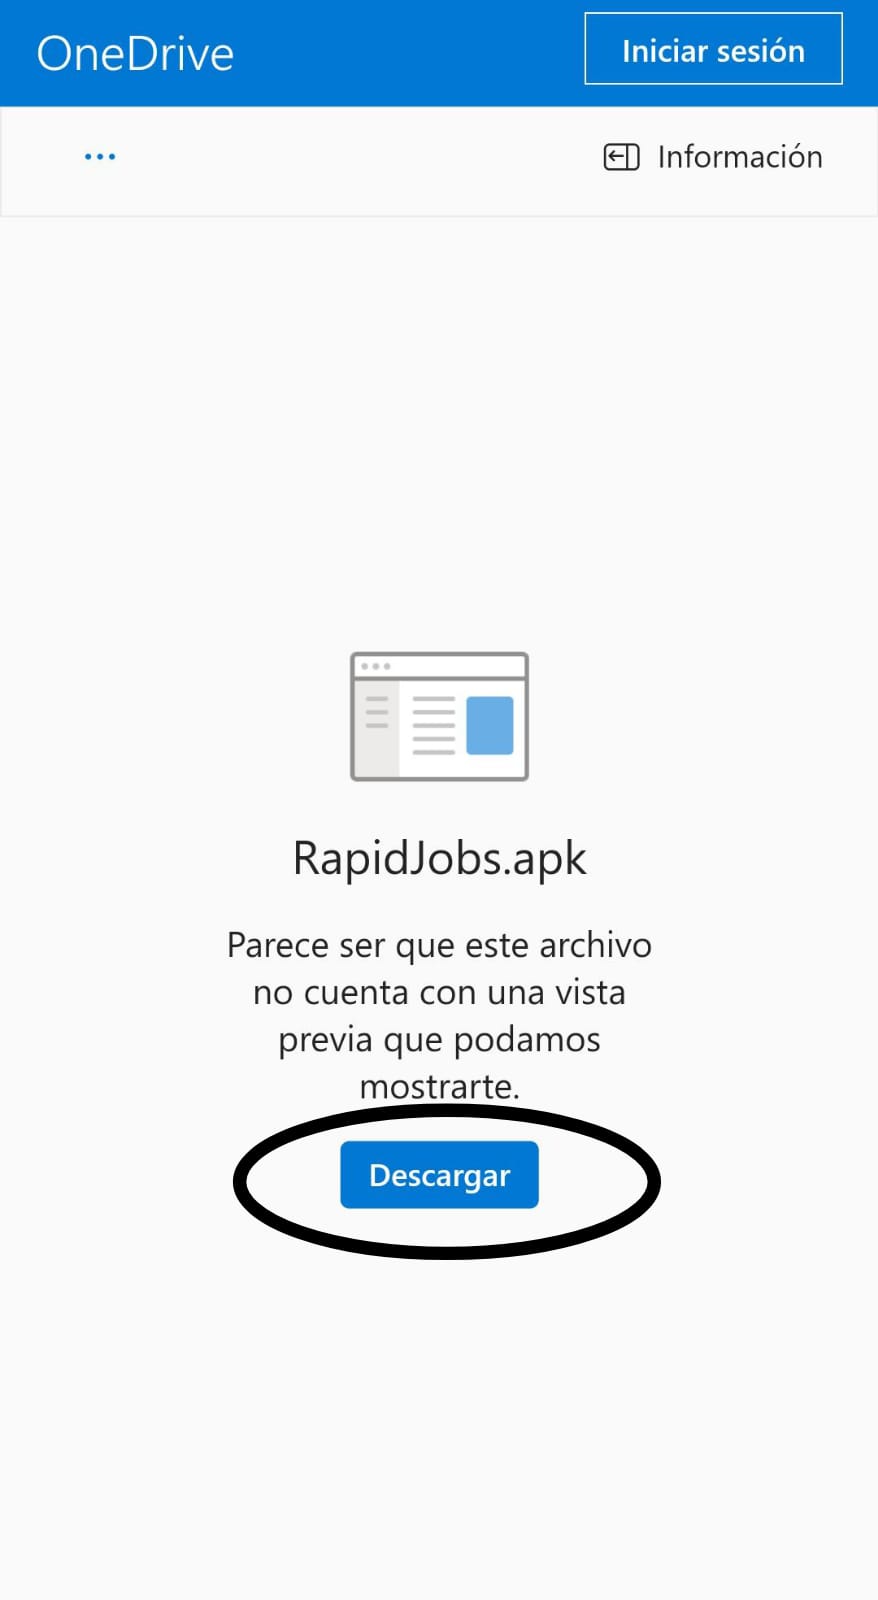 OneDrive
Iniciar sesión
...
Información
RapidJobs.apk
Parece ser que este archivo
no cuenta con una vista
previa que podamos
mostrarte.
Descargar